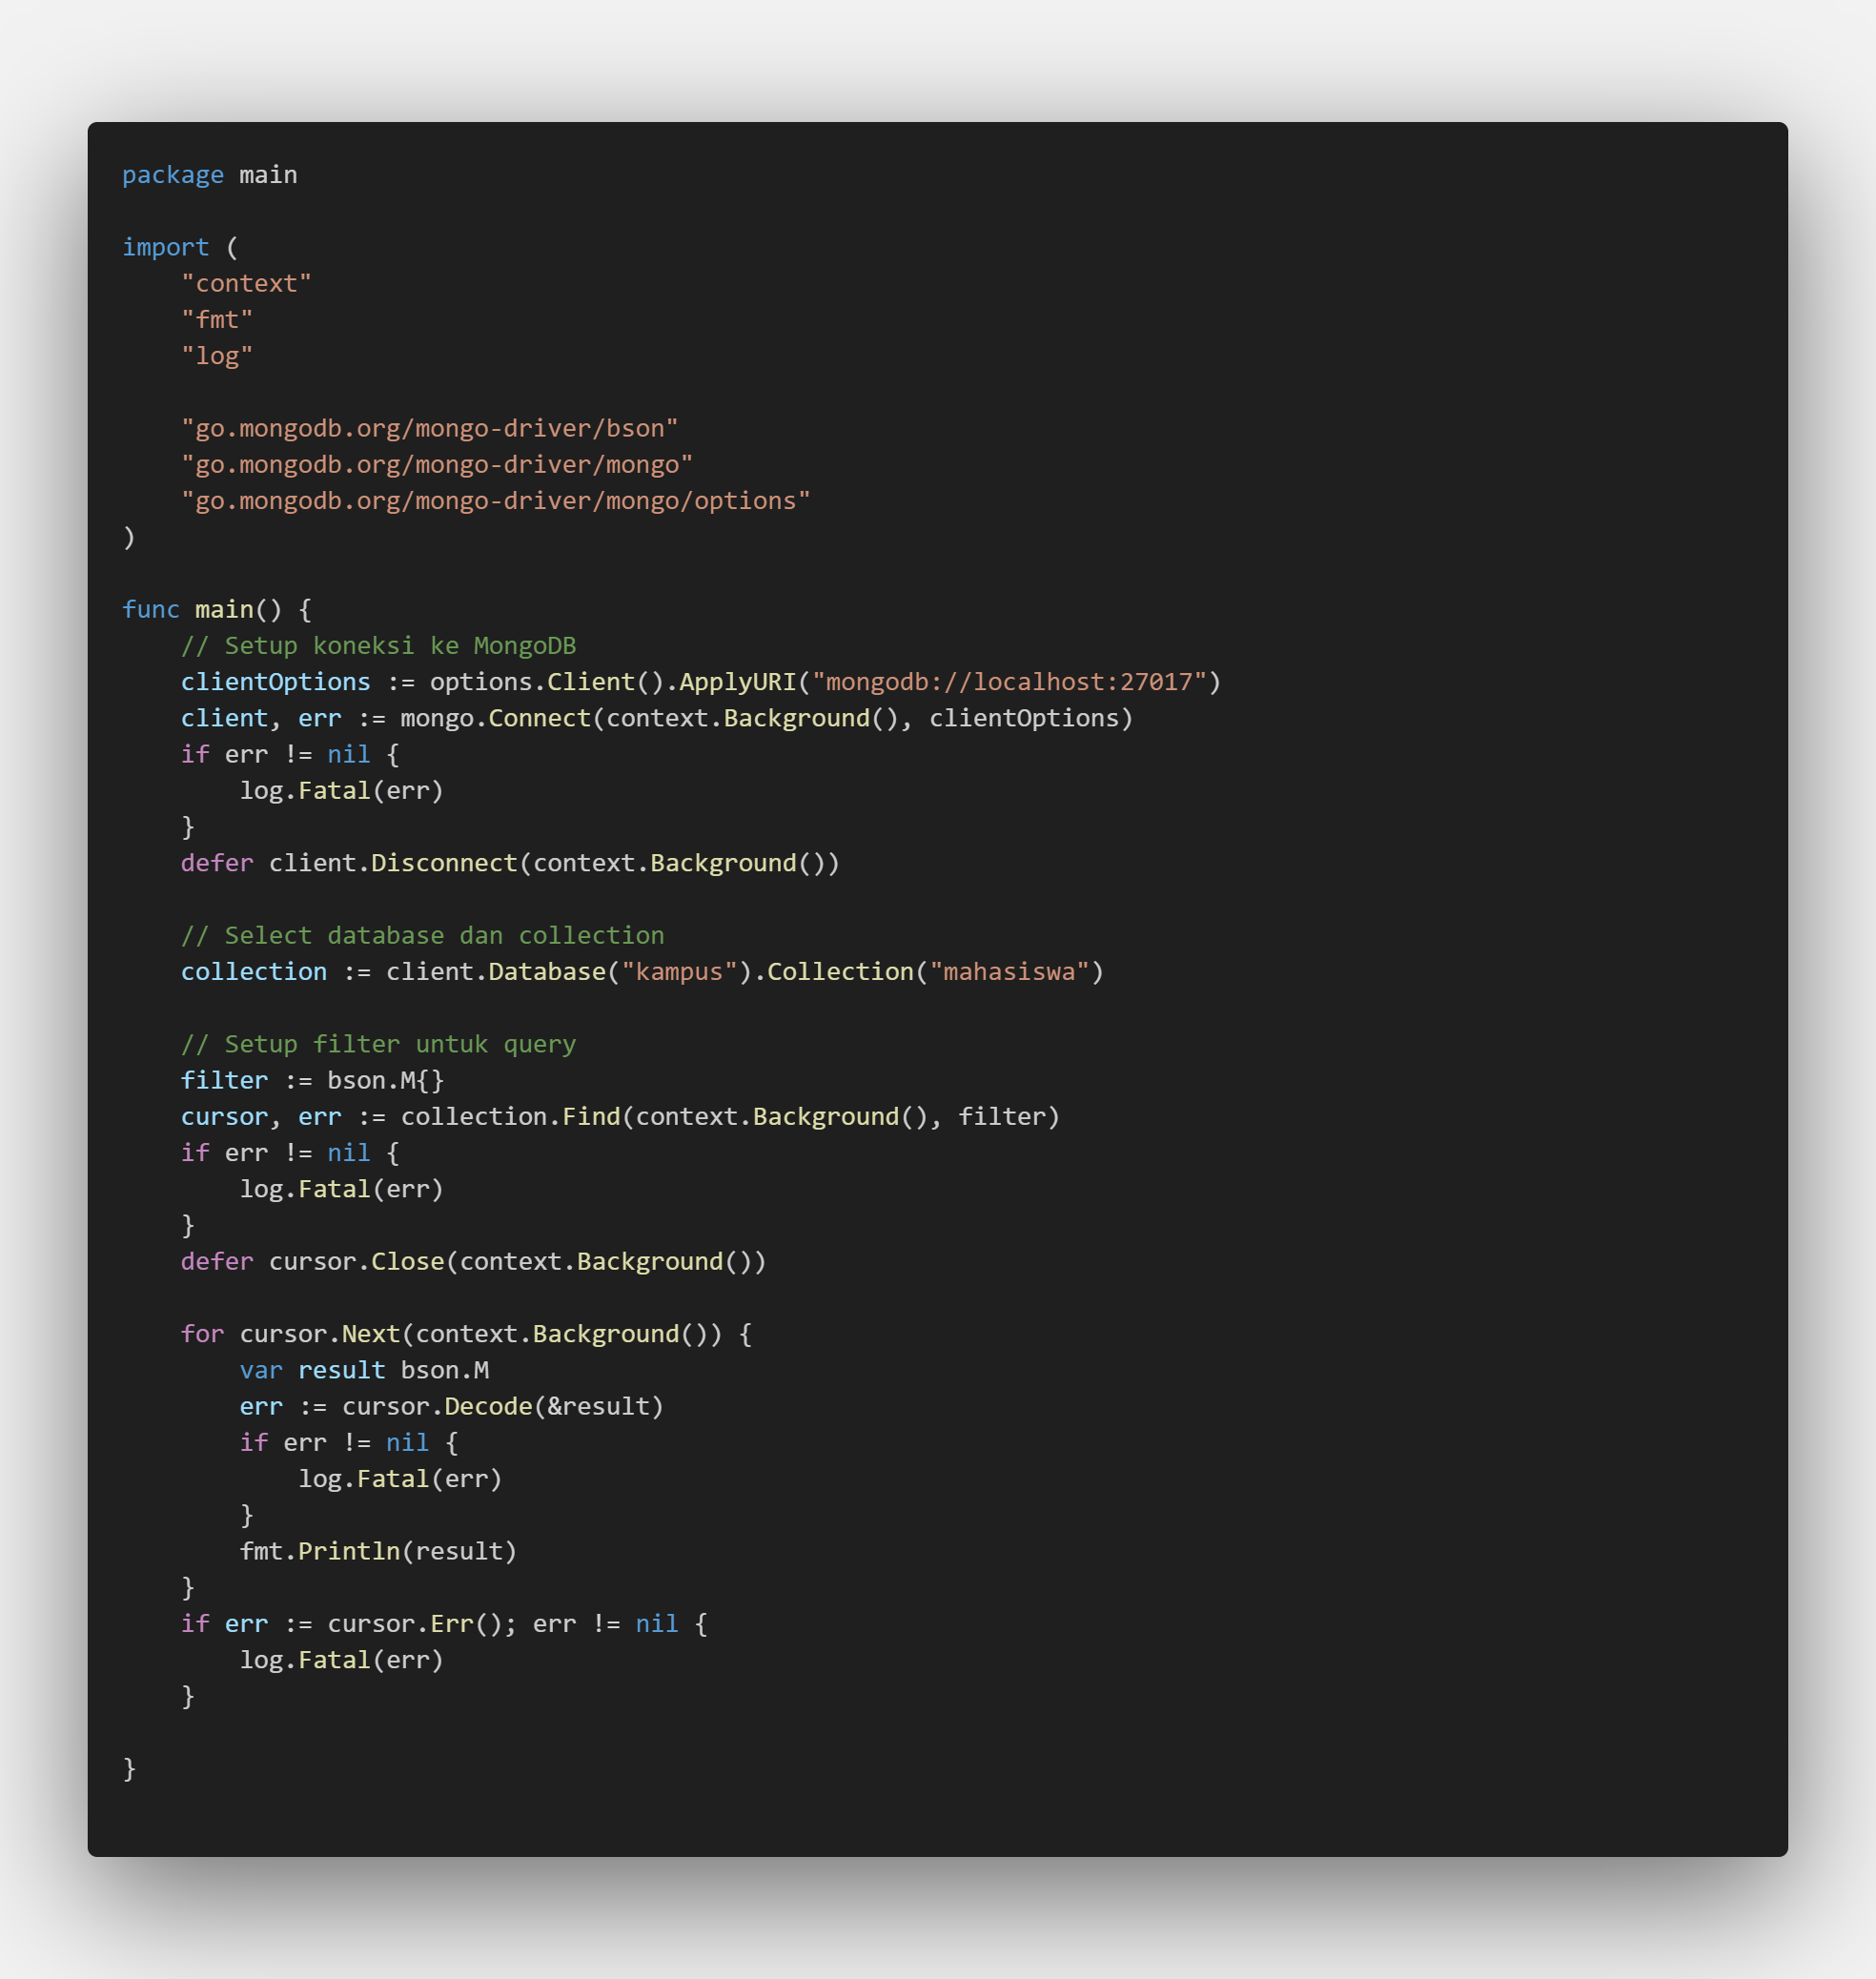 package main

import (
    "context"
    "fmt"
    "log"

    "go.mongodb.org/mongo-driver/bson"
    "go.mongodb.org/mongo-driver/mongo"
    "go.mongodb.org/mongo-driver/mongo/options"
)

func main() {
    // Setup koneksi ke MongoDB
    clientOptions := options.Client().ApplyURI("mongodb://localhost:27017")
    client, err := mongo.Connect(context.Background(), clientOptions)
    if err != nil {
        log.Fatal(err)
    }
    defer client.Disconnect(context.Background())

    // Select database dan collection
    collection := client.Database("kampus").Collection("mahasiswa")

    // Setup filter untuk query
    filter := bson.M{}
    cursor, err := collection.Find(context.Background(), filter)
    if err != nil {
        log.Fatal(err)
    }
    defer cursor.Close(context.Background())

    for cursor.Next(context.Background()) {
        var result bson.M
        err := cursor.Decode(&result)
        if err != nil {
            log.Fatal(err)
        }
        fmt.Println(result)
    }
    if err := cursor.Err(); err != nil {
        log.Fatal(err)
    }

}